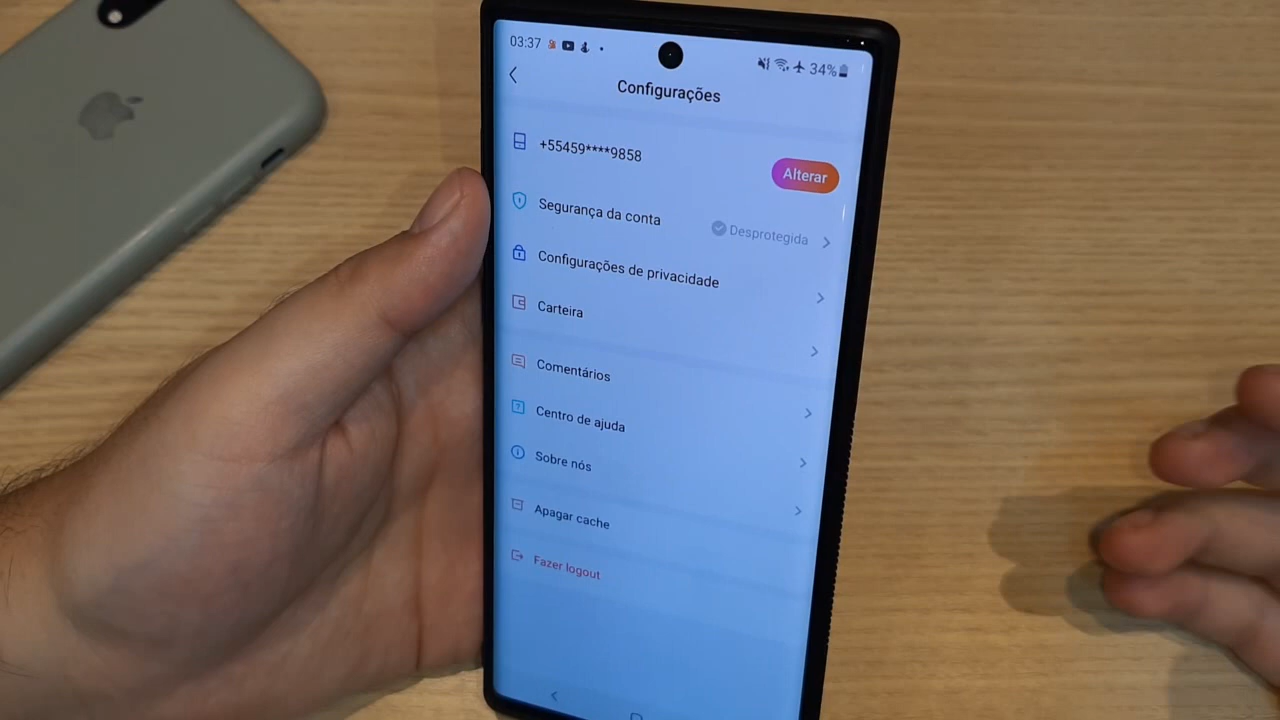 03:37
34%
Configurações
+55459****9858
Alterar
Segurança da conta
Desprotegida
Configurações de privacidade
Carteira
Comentários
Centro de ajuda
Sobre nós
Apagar cache
Fazer logout